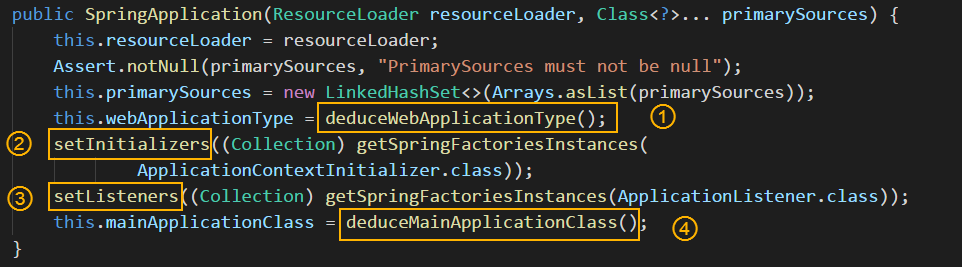 public SpringApplication(ResourceLoader resourceLoader, Class<?>... primarySources) {
this.resourceLoader = resourceLoader;
Assert.notNull(primarySources, "PrimarySources must not be null");
this.primarySources = new LinkedHashSet<>(Arrays.asList(primarySources));
this.webApplicationType = deduceWebApplicationType(); ①
② setInitializers((Collection) getSpringFactoriesInstances(
ApplicationContextInitializer.class));
③ setListeners((Collection) getSpringFactoriesInstances(ApplicationListener.class));
this.mainApplicationClass = deduceMainApplicationClass(); ④
}